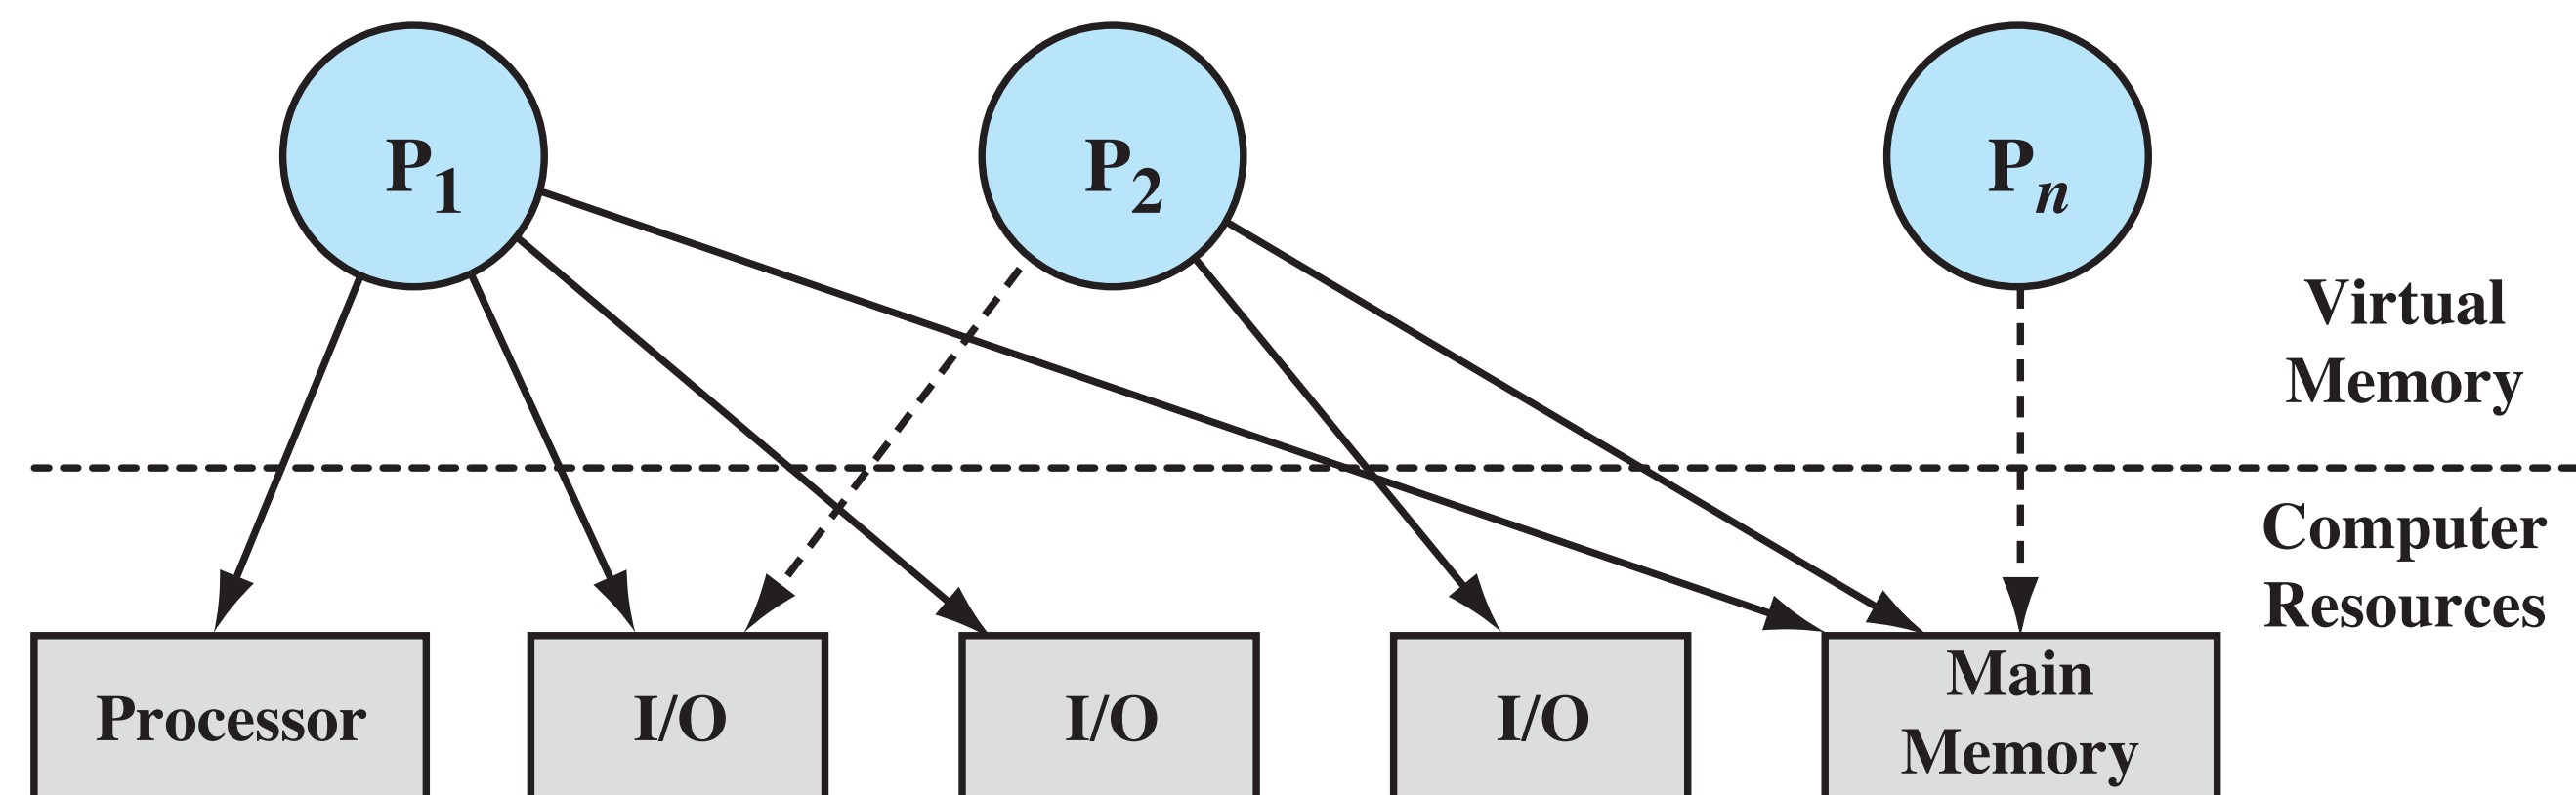 P1
P2
Pn
Virtual
Memory
Computer
Resources
Processor
I/O
I/O
I/O
Main
Memory